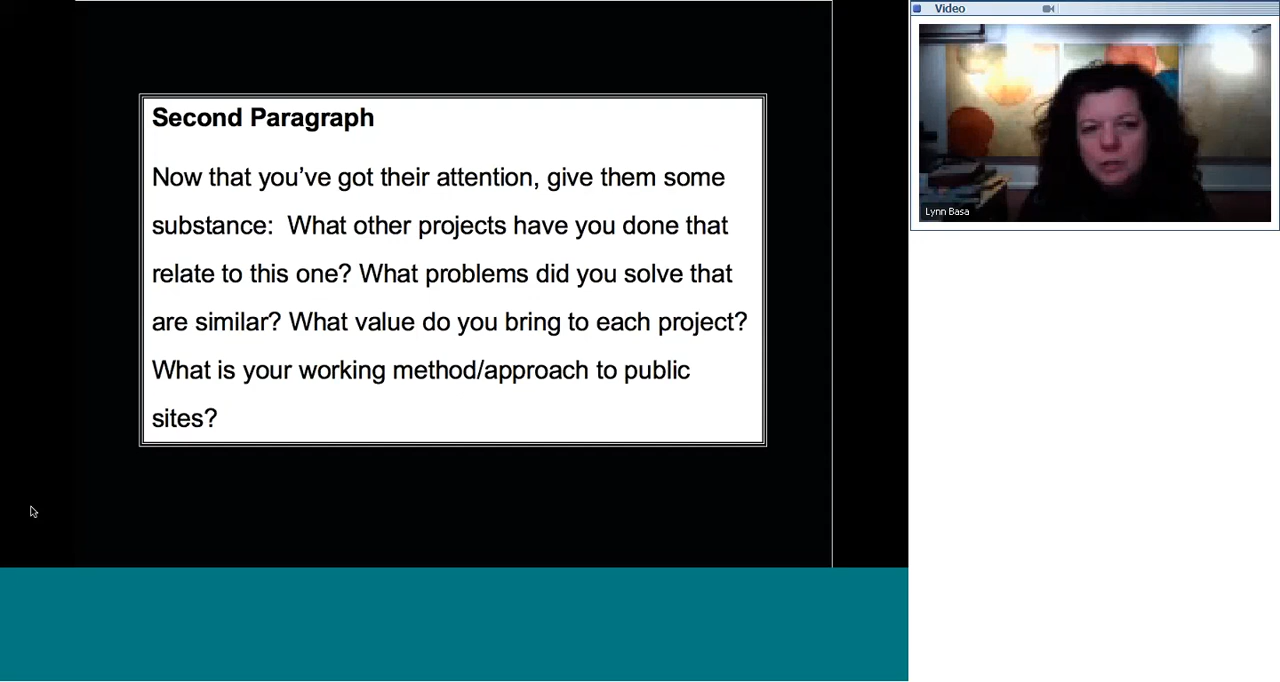 Second Paragraph
Now that you’ve got their attention, give them some
substance:  What other projects have you done that
relate to this one? What problems did you solve that
are similar? What value do you bring to each project?
What is your working method/approach to public
sites?
Video
Lynn Basa